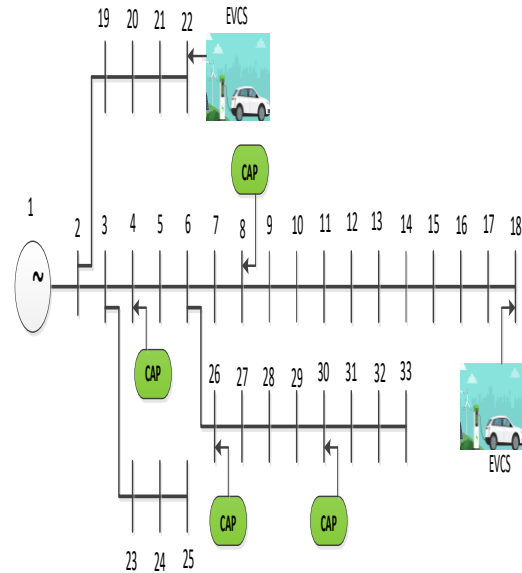 19 20 21 22 EVCS
CAP
1
2 3 4 5 6 7 8 9 10 11 12 13 14 15 16 17 18
~
CAP
26 27 28 29 30 31 32 33
EVCS
CAP CAP
23 24 25